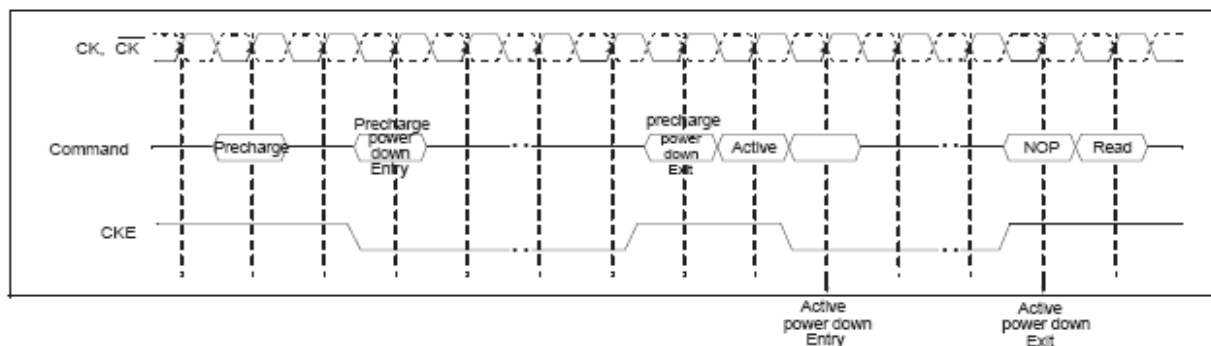 CK, CK
Command
Precharge
Precharge
power
down
Entry
precharge
power
down
Exit
Active
NOP
Read
CKE
Active
power down
Entry
Active
power down
Exit